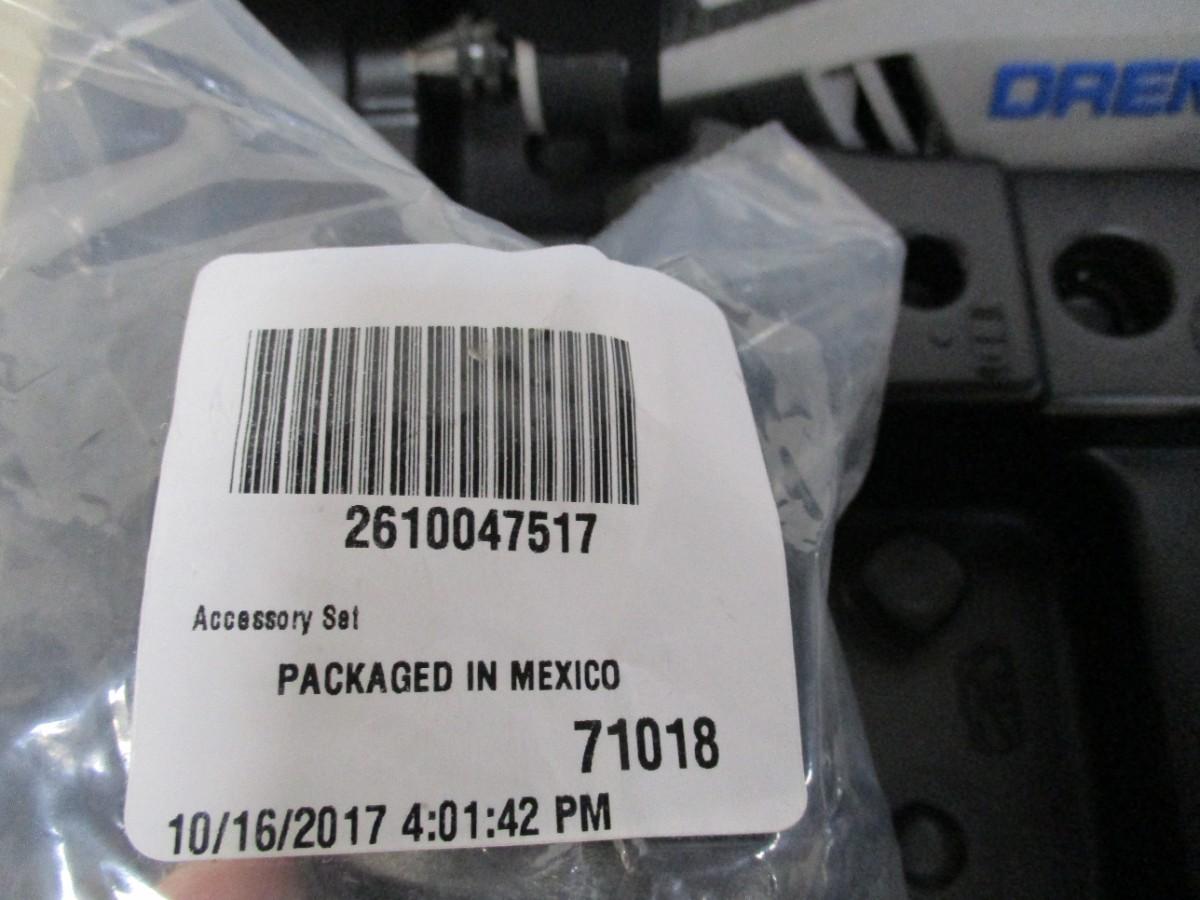 DREM
2610047517
Accessory Set
PACKAGED IN MEXICO
71018
10/16/2017 4:01:42 PM